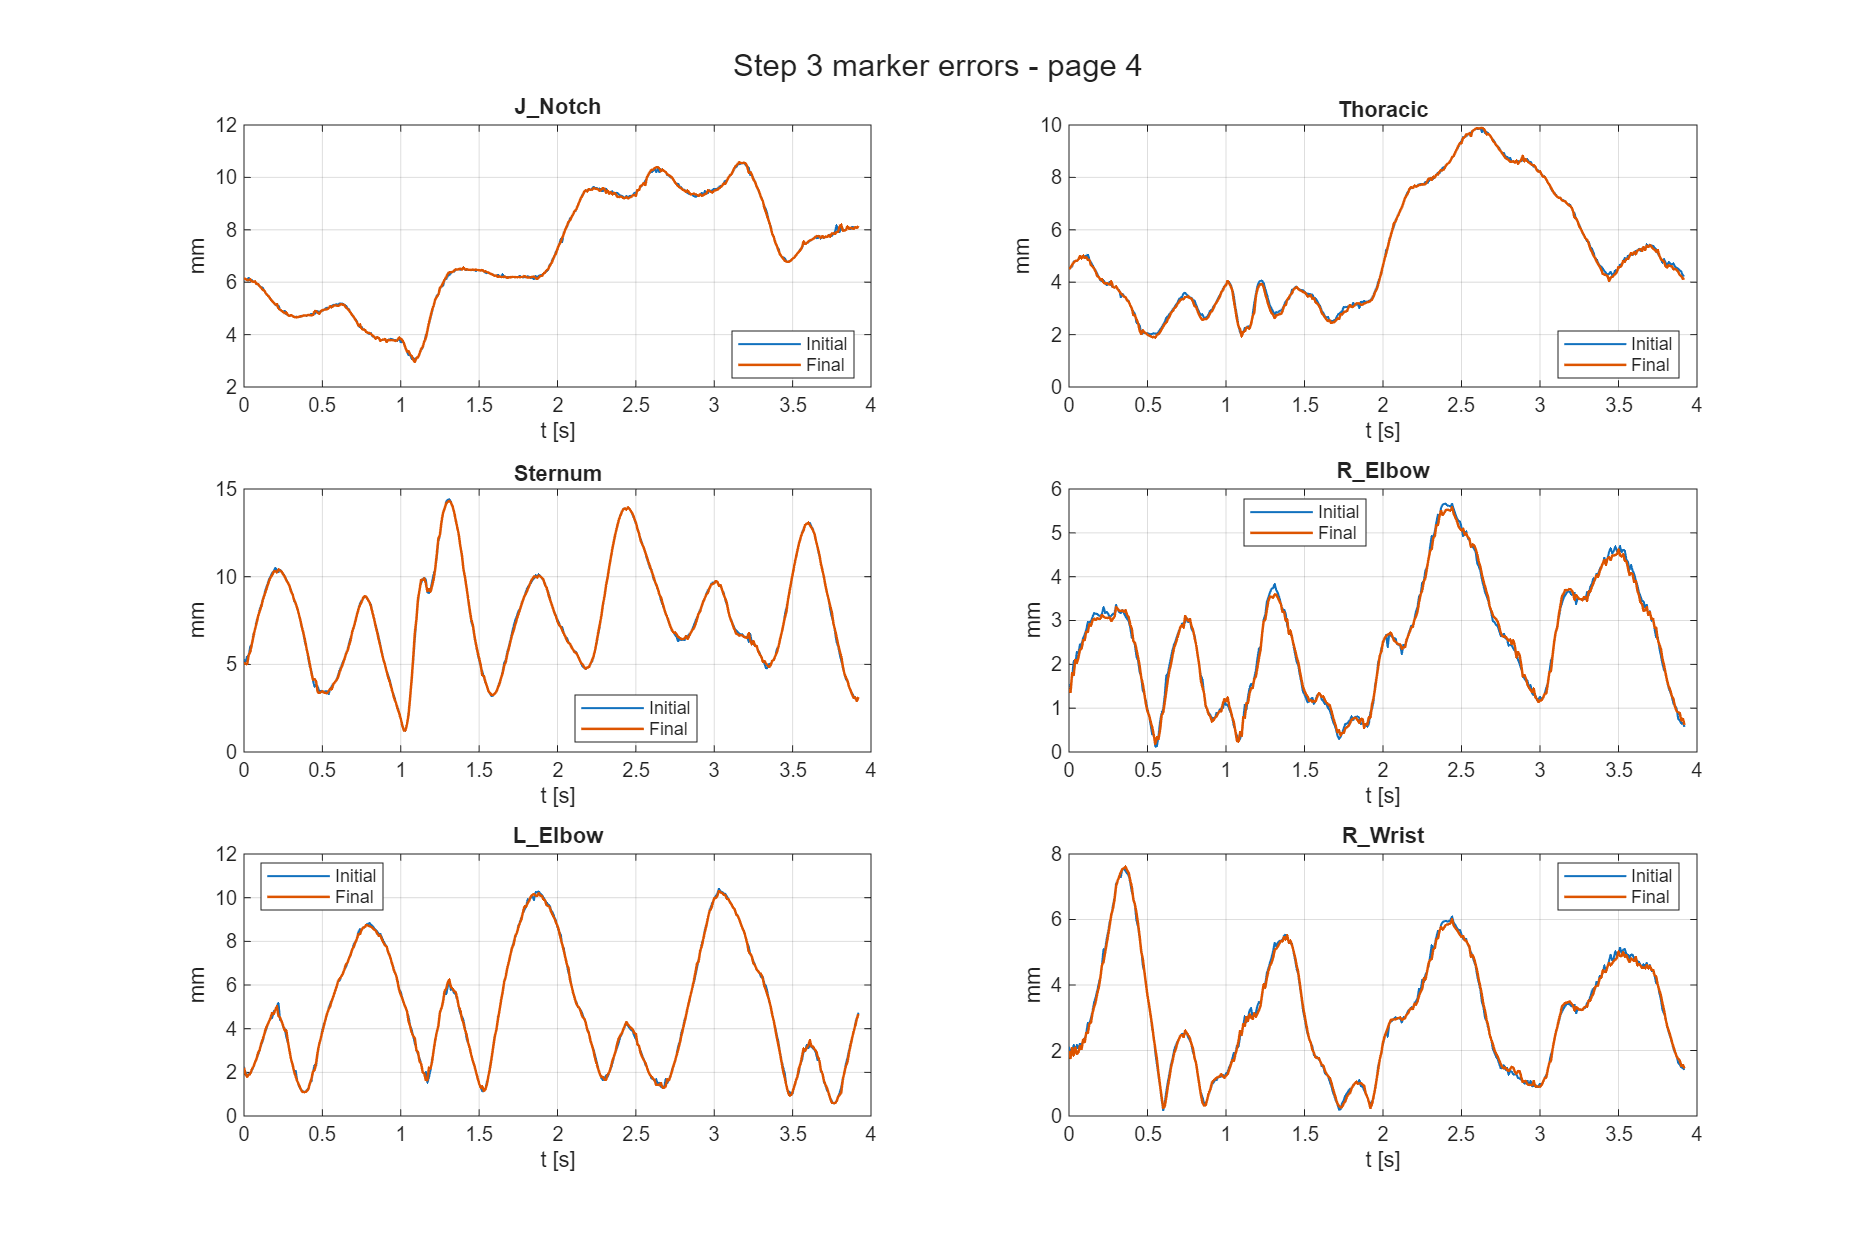 Step 3 marker errors - page 4
J_Notch
12
10
8
6
4
2
mm
0 0.5 1 1.5 2 2.5 3 3.5 4
t [s]
Initial
Final
Thoracic
10
8
6
4
2
0
mm
0 0.5 1 1.5 2 2.5 3 3.5 4
t [s]
Initial
Final
Sternum
15
10
5
0
mm
0 0.5 1 1.5 2 2.5 3 3.5 4
t [s]
Initial
Final
R_Elbow
6
5
4
3
2
1
0
mm
0 0.5 1 1.5 2 2.5 3 3.5 4
t [s]
Initial
Final
L_Elbow
12
10
8
6
4
2
0
mm
0 0.5 1 1.5 2 2.5 3 3.5 4
t [s]
Initial
Final
R_Wrist
8
6
4
2
0
mm
0 0.5 1 1.5 2 2.5 3 3.5 4
t [s]
Initial
Final